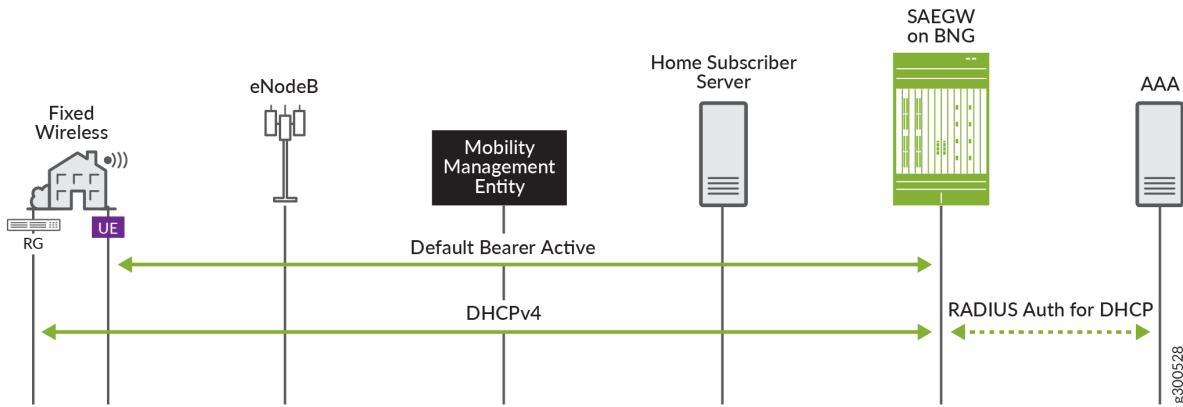 SAEGW
on BNG
Home Subscriber
Server
eNodeB
AAA
Fixed
Wireless
Mobility
Management
Entity
RG
UE
Default Bearer Active
DHCPv4
RADIUS Auth for DHCP
g300528